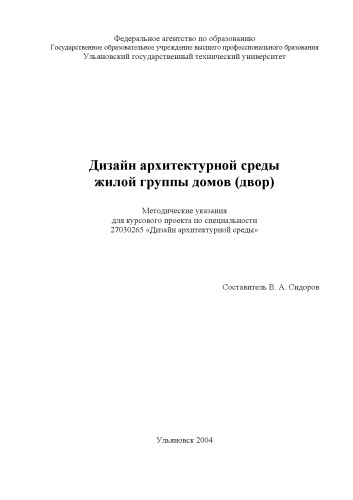 Федеральное агентство по образованию
Государственное образовательное учреждение высшего профессионального бразования
Ульяновский государственный технический университет
Дизайн архитектурной среды
жилой группы домов (двор)
Методические указания
для курсового проекта по специальности
27030265 «Дизайн архитектурной среды»
Составитель В. А. Сидоров
Ульяновск 2004